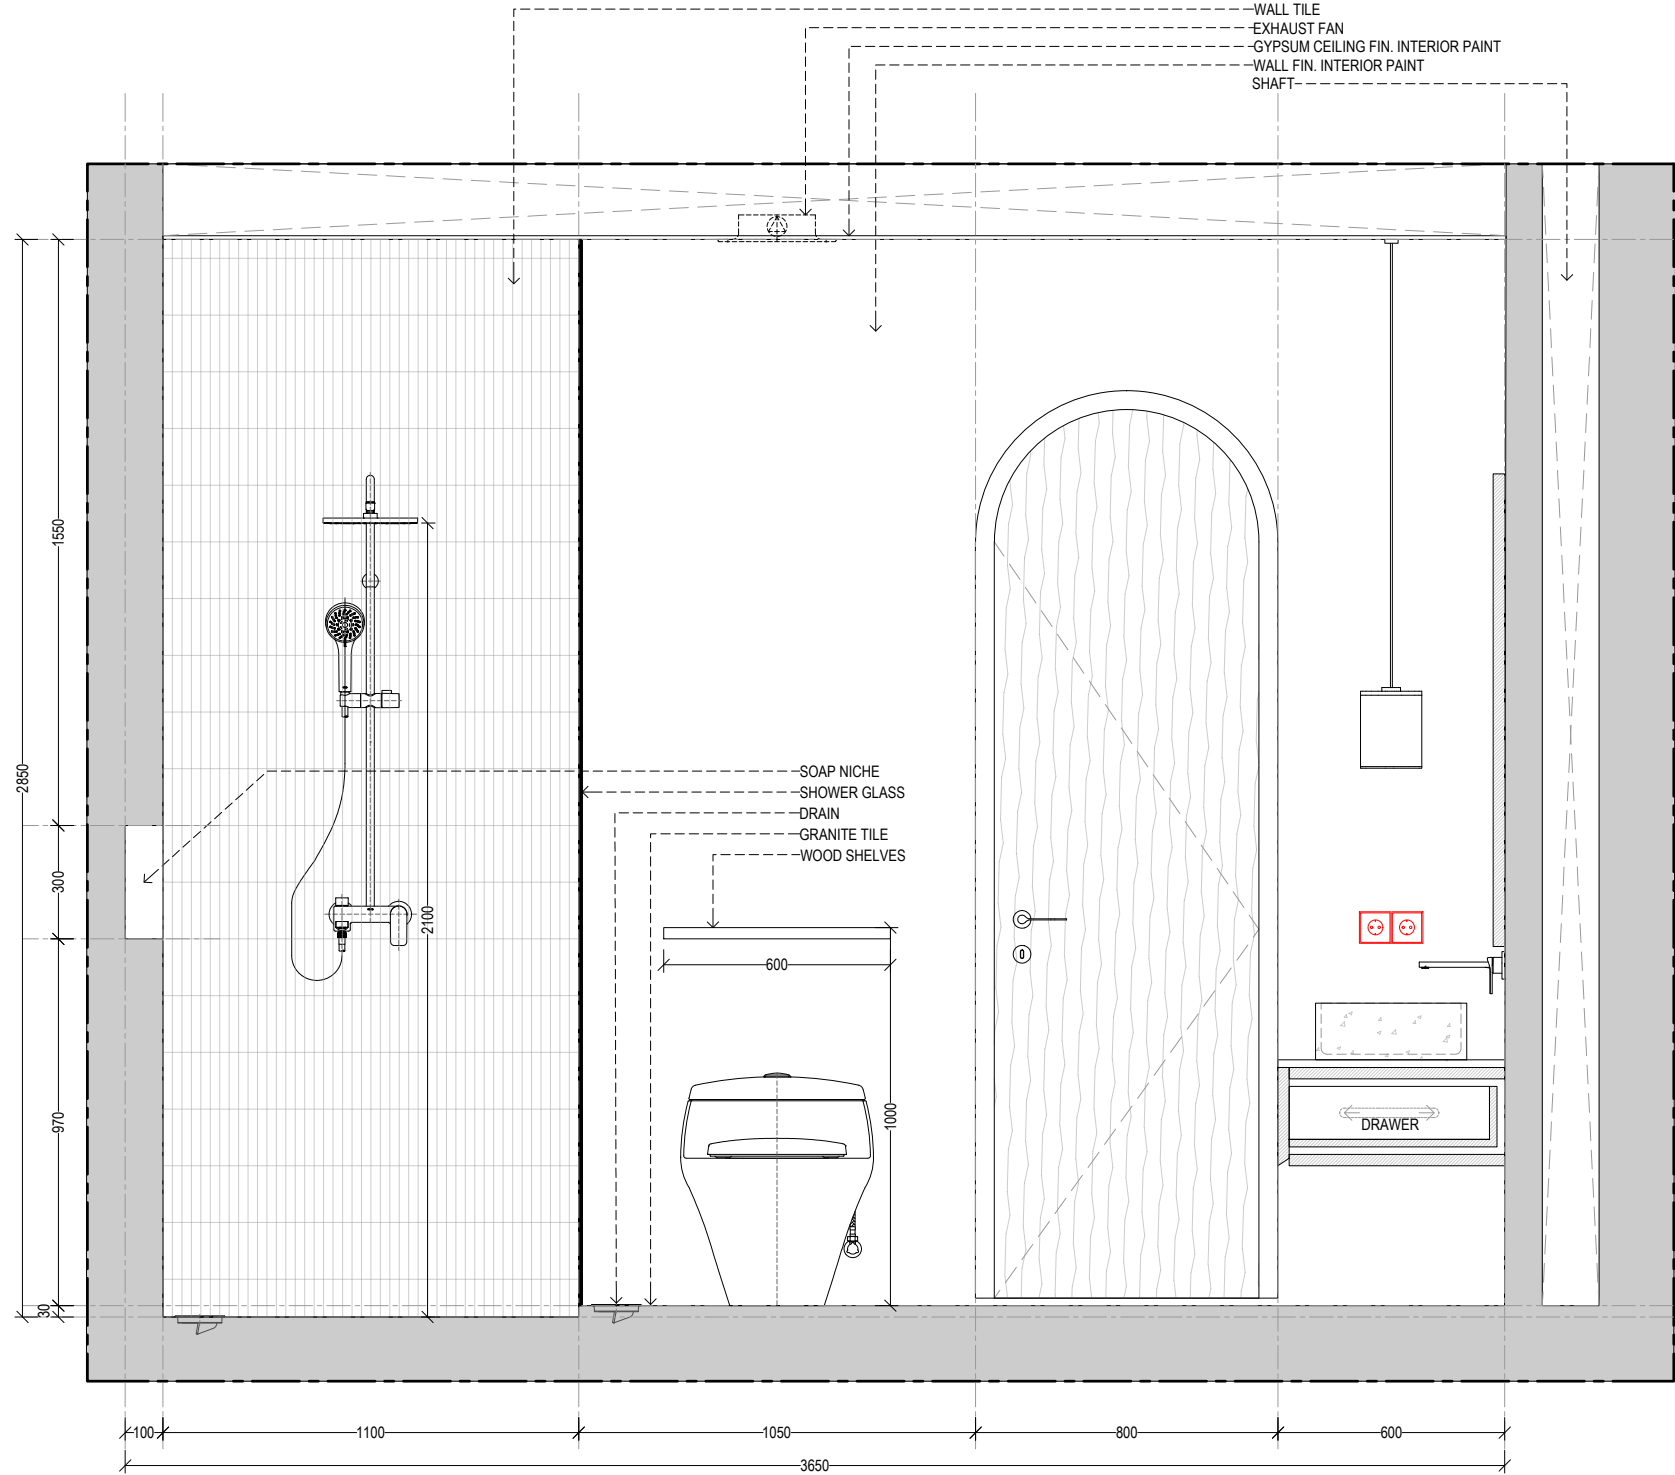 WALL TILE
EXHAUST FAN
GYPSUM CEILING FIN. INTERIOR PAINT
WALL FIN. INTERIOR PAINT
SHAFT
1550
2850
SOAP NICHE
SHOWER GLASS
DRAIN
GRANITE TILE
WOOD SHELVES
300
2100
600
970
1000
DRAWER
30
100
1100
1050
800
600
3650